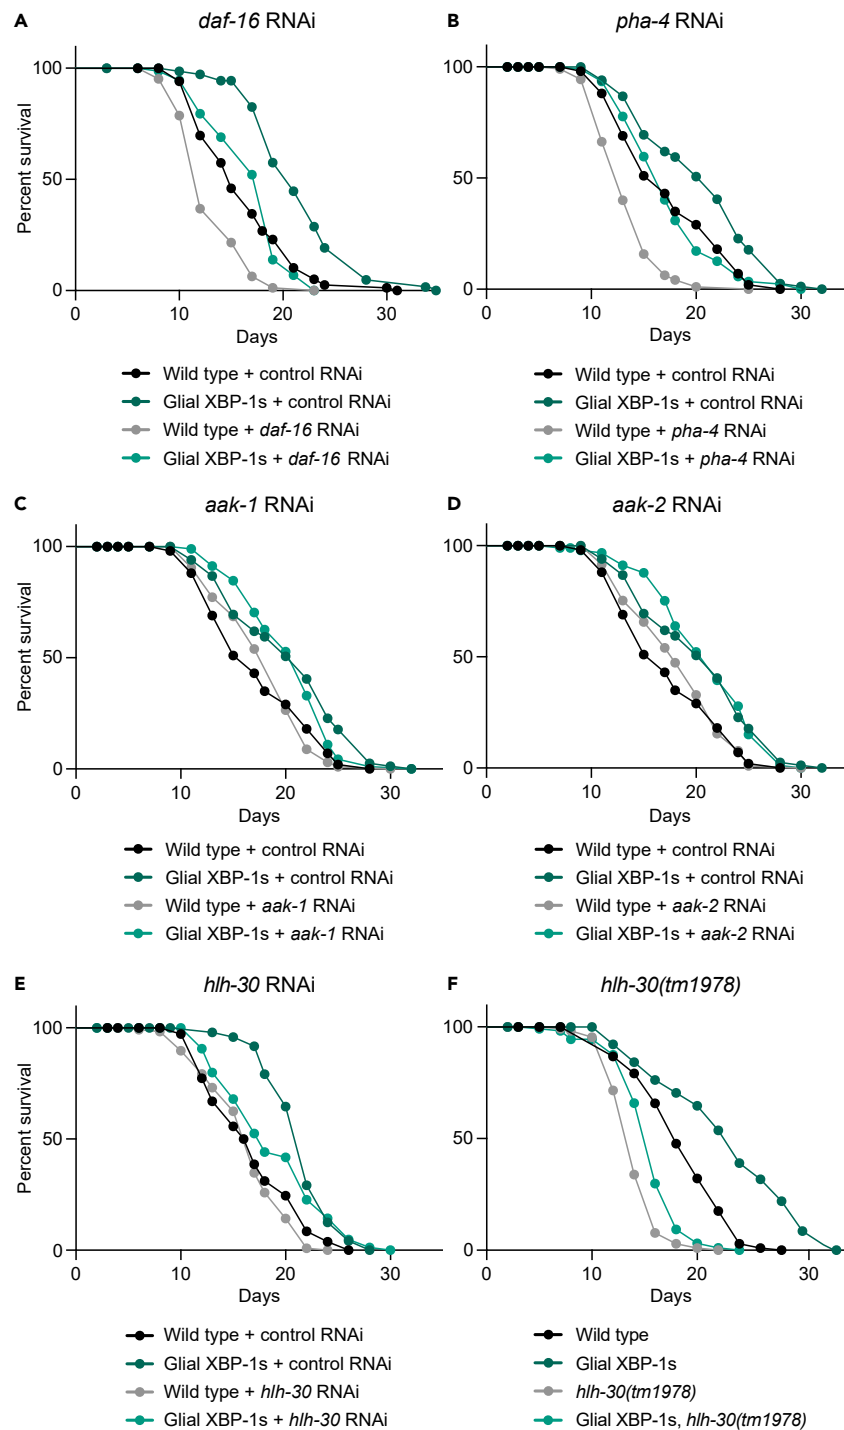 A
daf-16 RNAi
Percent survival
100
50
0
0 10 20 30
Days
Wild type + control RNAi
Glial XBP-1s + control RNAi
Wild type + daf-16 RNAi
Glial XBP-1s + daf-16 RNAi
B
pha-4 RNAi
100
50
0
0 10 20 30
Days
Wild type + control RNAi
Glial XBP-1s + control RNAi
Wild type + pha-4 RNAi
Glial XBP-1s + pha-4 RNAi
C
aak-1 RNAi
Percent survival
100
50
0
0 10 20 30
Days
Wild type + control RNAi
Glial XBP-1s + control RNAi
Wild type + aak-1 RNAi
Glial XBP-1s + aak-1 RNAi
D
aak-2 RNAi
100
50
0
0 10 20 30
Days
Wild type + control RNAi
Glial XBP-1s + control RNAi
Wild type + aak-2 RNAi
Glial XBP-1s + aak-2 RNAi
E
hlh-30 RNAi
Percent survival
100
50
0
0 10 20 30
Days
Wild type + control RNAi
Glial XBP-1s + control RNAi
Wild type + hlh-30 RNAi
Glial XBP-1s + hlh-30 RNAi
F
hlh-30(tm1978)
100
50
0
0 10 20 30
Days
Wild type
Glial XBP-1s
hlh-30(tm1978)
Glial XBP-1s, hlh-30(tm1978)